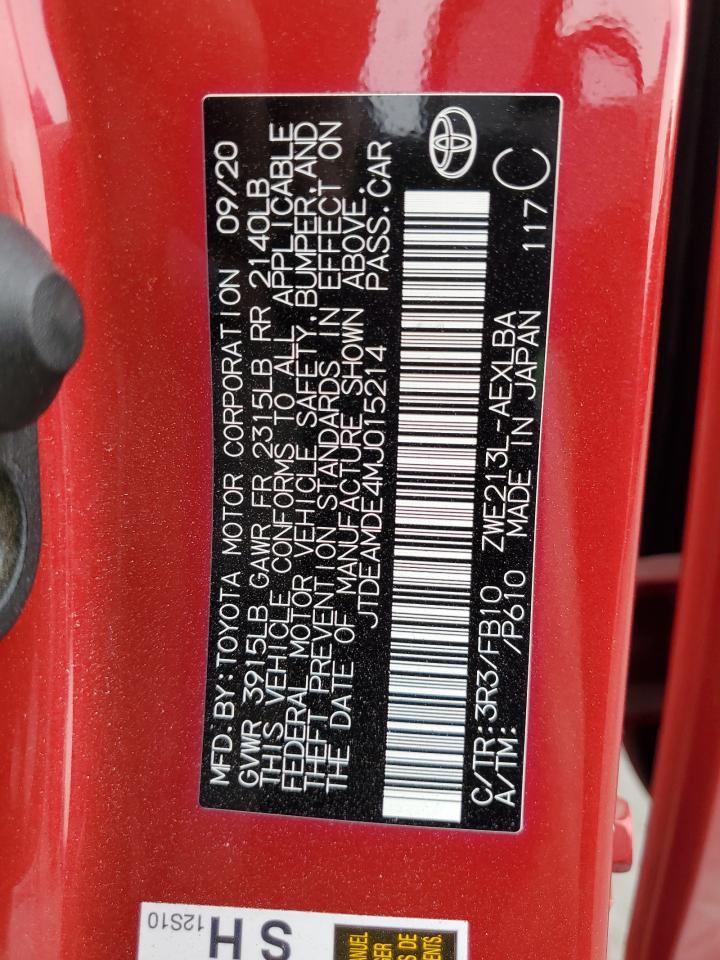 MFD. BY: TOYOTA MOTOR CORPORATION 09/20
GVWR 3915LB GAWR FR 2315LB RR 2140LB
THIS VEHICLE CONFORMS TO ALL APPLICABLE
FEDERAL MOTOR VEHICLE SAFETY, BUMPER, AND
THEFT PREVENTION STANDARDS IN EFFECT ON
THE DATE OF MANUFACTURE SHOWN ABOVE.
JTDEAMDE4MJ015214 PASS. CAR
C/TR: 3R3/FB10 ZWE213L-AEXLBA
A/TM: /P610 MADE IN JAPAN 117 C
12S10
SH
DE